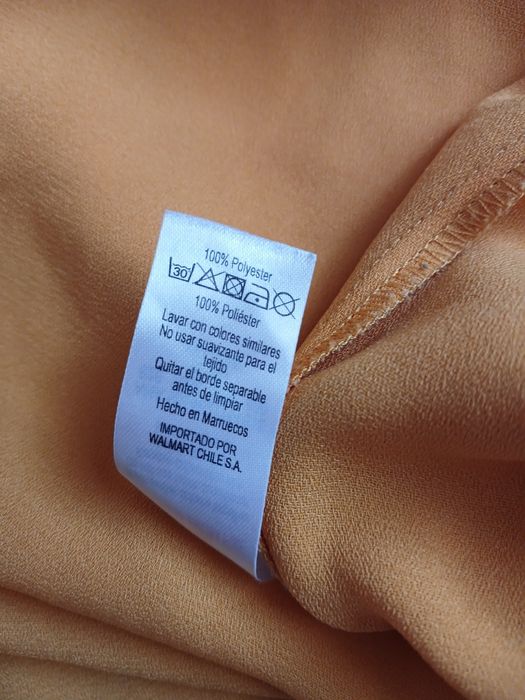 100% Polyester
30
100% Poliéster
Lavar con colores similares
No usar suavizante para el
tejido
Quitar el borde separable
antes de limpiar
Hecho en Marruecos
IMPORTADO POR
WALMART CHILE S.A.